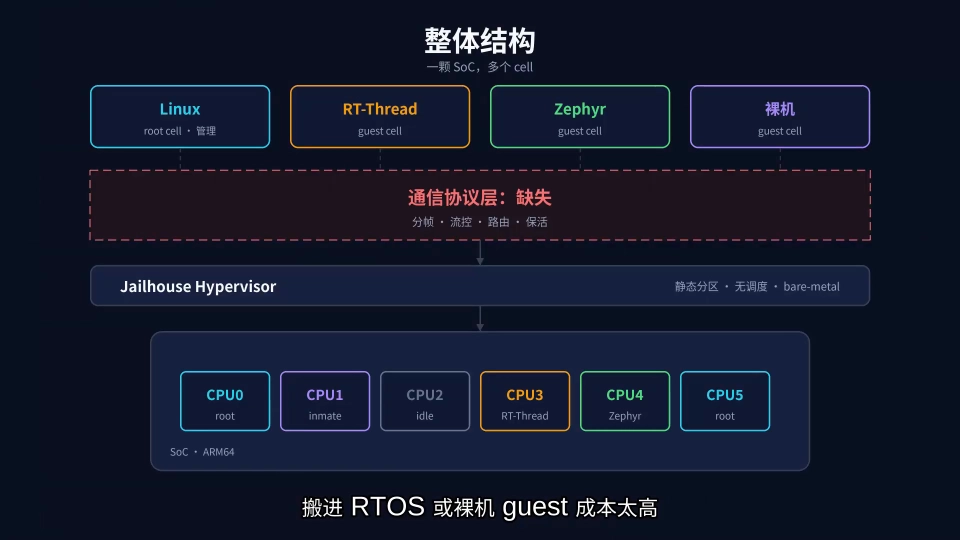 整体结构
一颗 SoC，多个 cell
Linux
root cell · 管理
RT-Thread
guest cell
Zephyr
guest cell
裸机
guest cell
通信协议层：缺失
分帧 · 流控 · 路由 · 保活
Jailhouse Hypervisor
静态分区 · 无调度 · bare-metal
CPU0
root
CPU1
inmate
CPU2
idle
CPU3
RT-Thread
CPU4
Zephyr
CPU5
root
SoC · ARM64
搬进 RTOS 或裸机 guest 成本太高